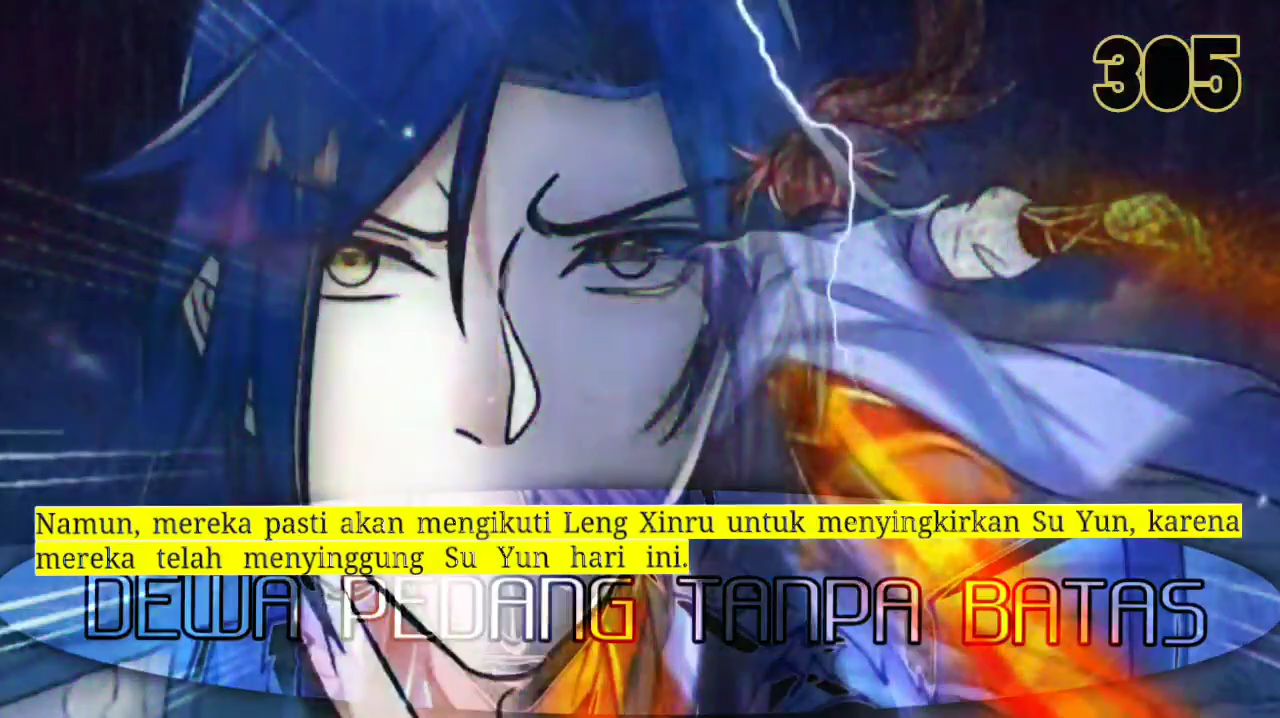 305
Namun, mereka pasti akan mengikuti Leng Xinru untuk menyingkirkan Su Yun, karena
mereka telah menyinggung Su Yun hari ini.
DEWA PEDANG TANPA BATAS